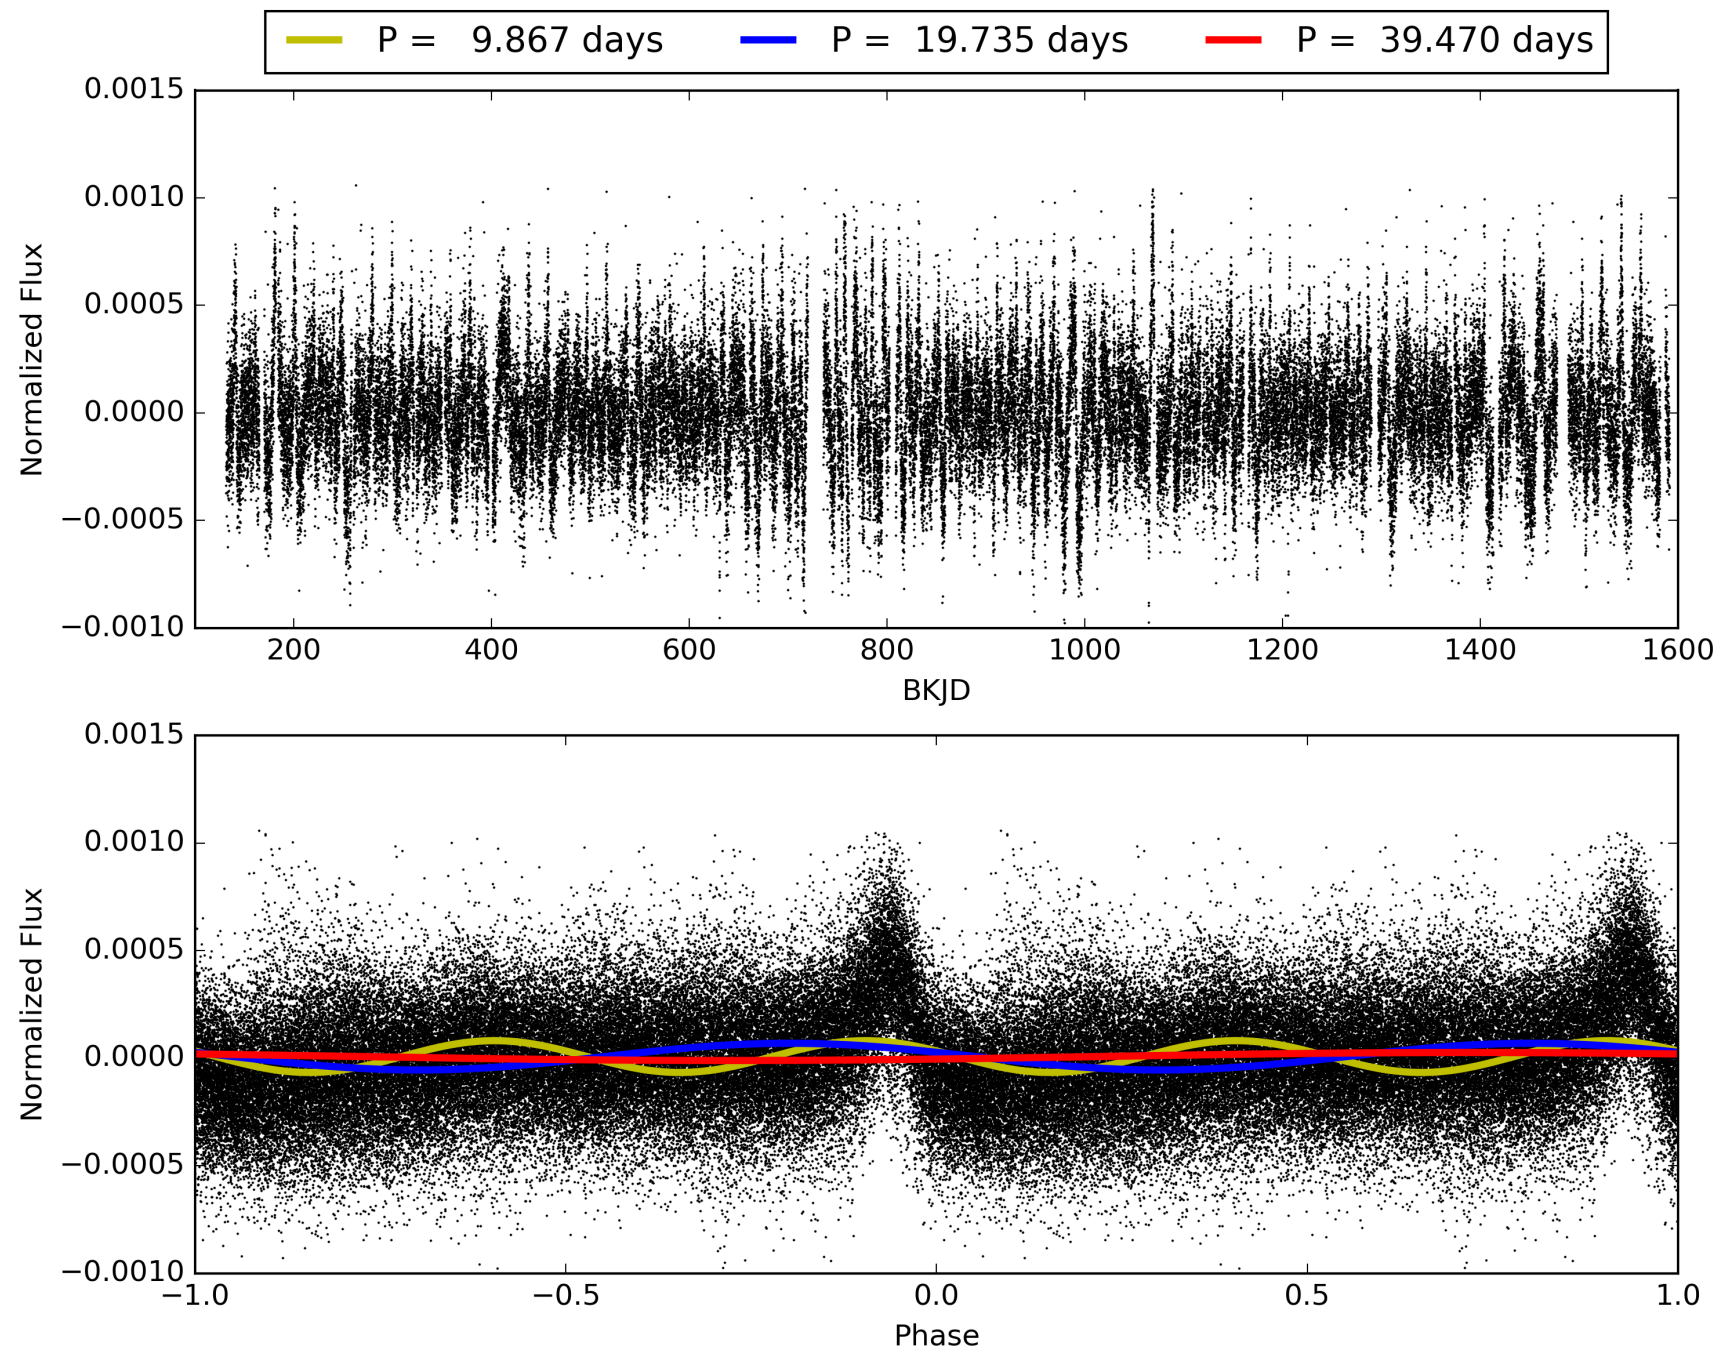 P = 9.867 days P = 19.735 days P = 39.470 days
0.0015
0.0010
0.0005
0.0000
−0.0005
−0.0010
Normalized Flux
200 400 600 800 1000 1200 1400 1600
BKJD
0.0015
0.0010
0.0005
0.0000
−0.0005
−0.0010
Normalized Flux
−1.0 −0.5 0.0 0.5 1.0
Phase